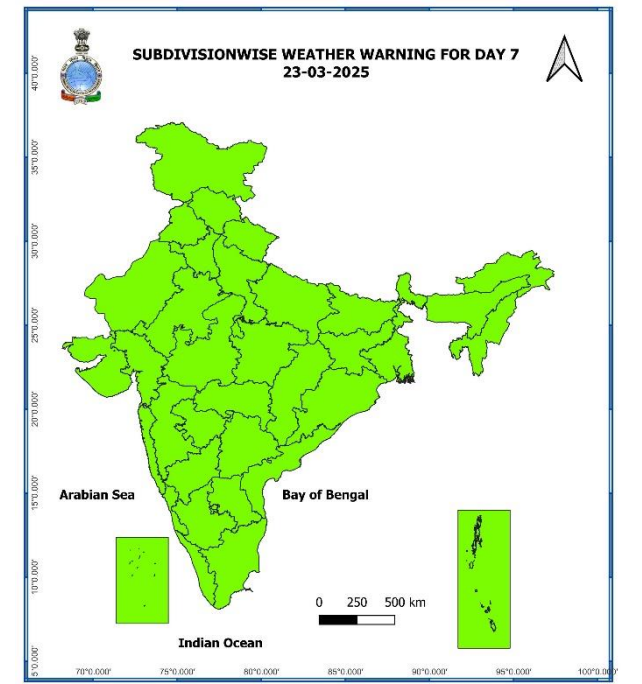 SUBDIVISIONWISE WEATHER WARNING FOR DAY 7
23-03-2025
40°0.000'
35°0.000'
30°0.000'
25°0.000'
20°0.000'
15°0.000'
10°0.000'
5°0.000'
Arabian Sea
Bay of Bengal
0 250 500 km
Indian Ocean
70°0.000' 75°0.000' 80°0.000' 85°0.000' 90°0.000' 95°0.000' 100°0.000'